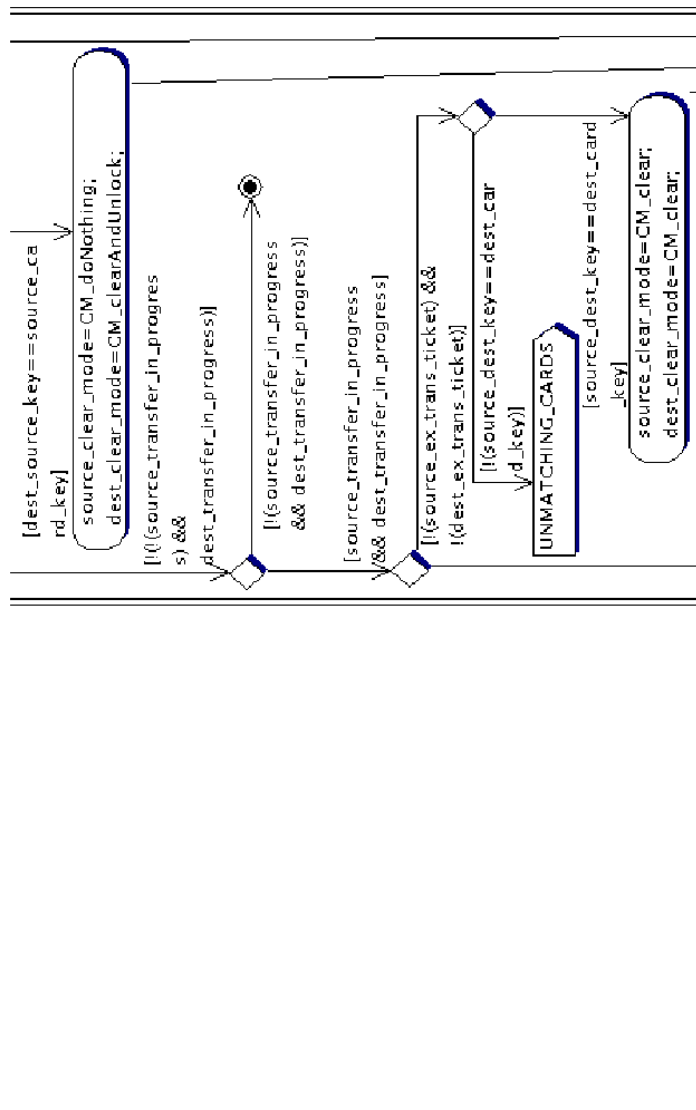 [dest_source_key==source_ca
rd_key]
source_clear_mode=CM_doNothing;
dest_clear_mode=CM_clearAndUnlock;
[!((source_transfer_in_progres
s) &&
dest_transfer_in_progress)]
[!(source_transfer_in_progress
&& dest_transfer_in_progress)]
[source_transfer_in_progress
&& dest_transfer_in_progress]
[!(source_ex_trans_ticket) &&
!(dest_ex_trans_ticket)]
[!(source_dest_key==dest_car
d_key)]
UNMATCHING_CARDS
[source_dest_key==dest_card
_key]
source_clear_mode=CM_clear;
dest_clear_mode=CM_clear;